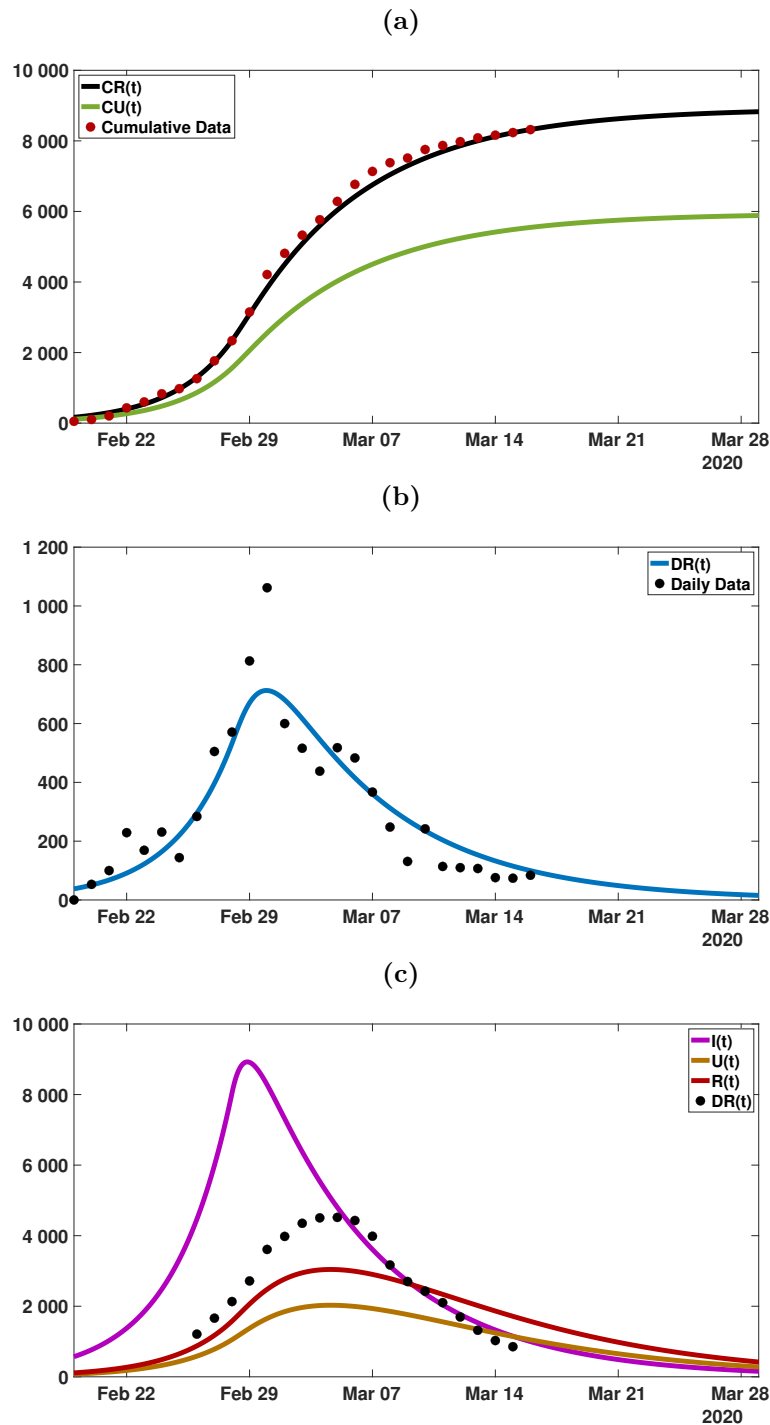 (a)
10 000
8 000
6 000
4 000
2 000
0
CR(t)
CU(t)
Cumulative Data
Feb 22 Feb 29 Mar 07 Mar 14 Mar 21 Mar 28
2020
(b)
1 200
1 000
800
600
400
200
0
DR(t)
Daily Data
Feb 22 Feb 29 Mar 07 Mar 14 Mar 21 Mar 28
2020
(c)
10 000
8 000
6 000
4 000
2 000
0
I(t)
U(t)
R(t)
DR(t)
Feb 22 Feb 29 Mar 07 Mar 14 Mar 21 Mar 28
2020